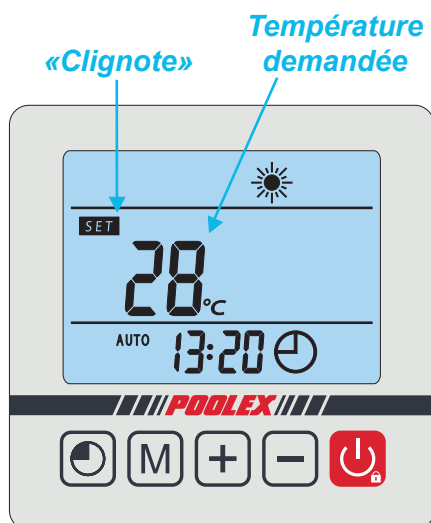 Température
«Clignote» demandée
SET
28°C
AUTO 13:20
POOLEX
M + −